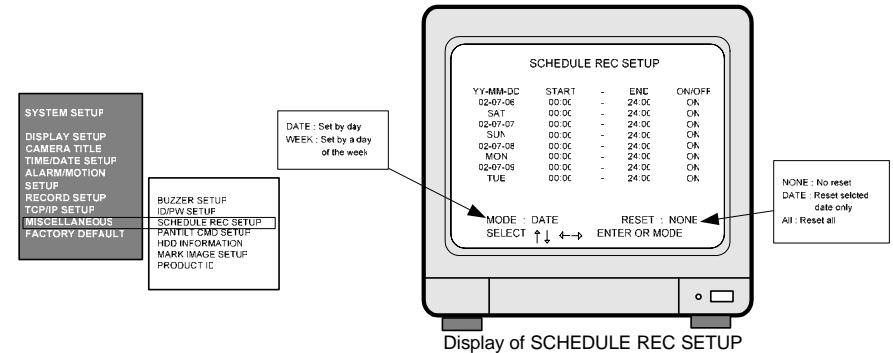 SYSTEM SETUP
DISPLAY SETUP
CAMERA TITLE
TIME/DATE SETUP
ALARM/MOTION
SETUP
RECORD SETUP
TCP/IP SETUP
MISCELLANEOUS
FACTORY DEFAULT
BUZZER SETUP
ID/PW SETUP
SCHEDULE REC SETUP
PANTILT CMD SETUP
HDD INFORMATION
MARK IMAGE SETUP
PRODUCT ID
DATE : Set by day
WEEK : Set by a day
of the week
SCHEDULE REC SETUP
YY-MM-DD START - END ON/OFF
02-07-06 00:00 - 24:00 ON
SAT 00:00 - 24:00 ON
02-07-07 00:00 - 24:00 ON
SUN 00:00 - 24:00 ON
02-07-08 00:00 - 24:00 ON
MON 00:00 - 24:00 ON
02-07-09 00:00 - 24:00 ON
TUE 00:00 - 24:00 ON
MODE : DATE RESET : NONE
SELECT ↑↓ ←→ ENTER OR MODE
NONE : No reset
DATE : Reset selcted
date only
All : Reset all
Display of SCHEDULE REC SETUP